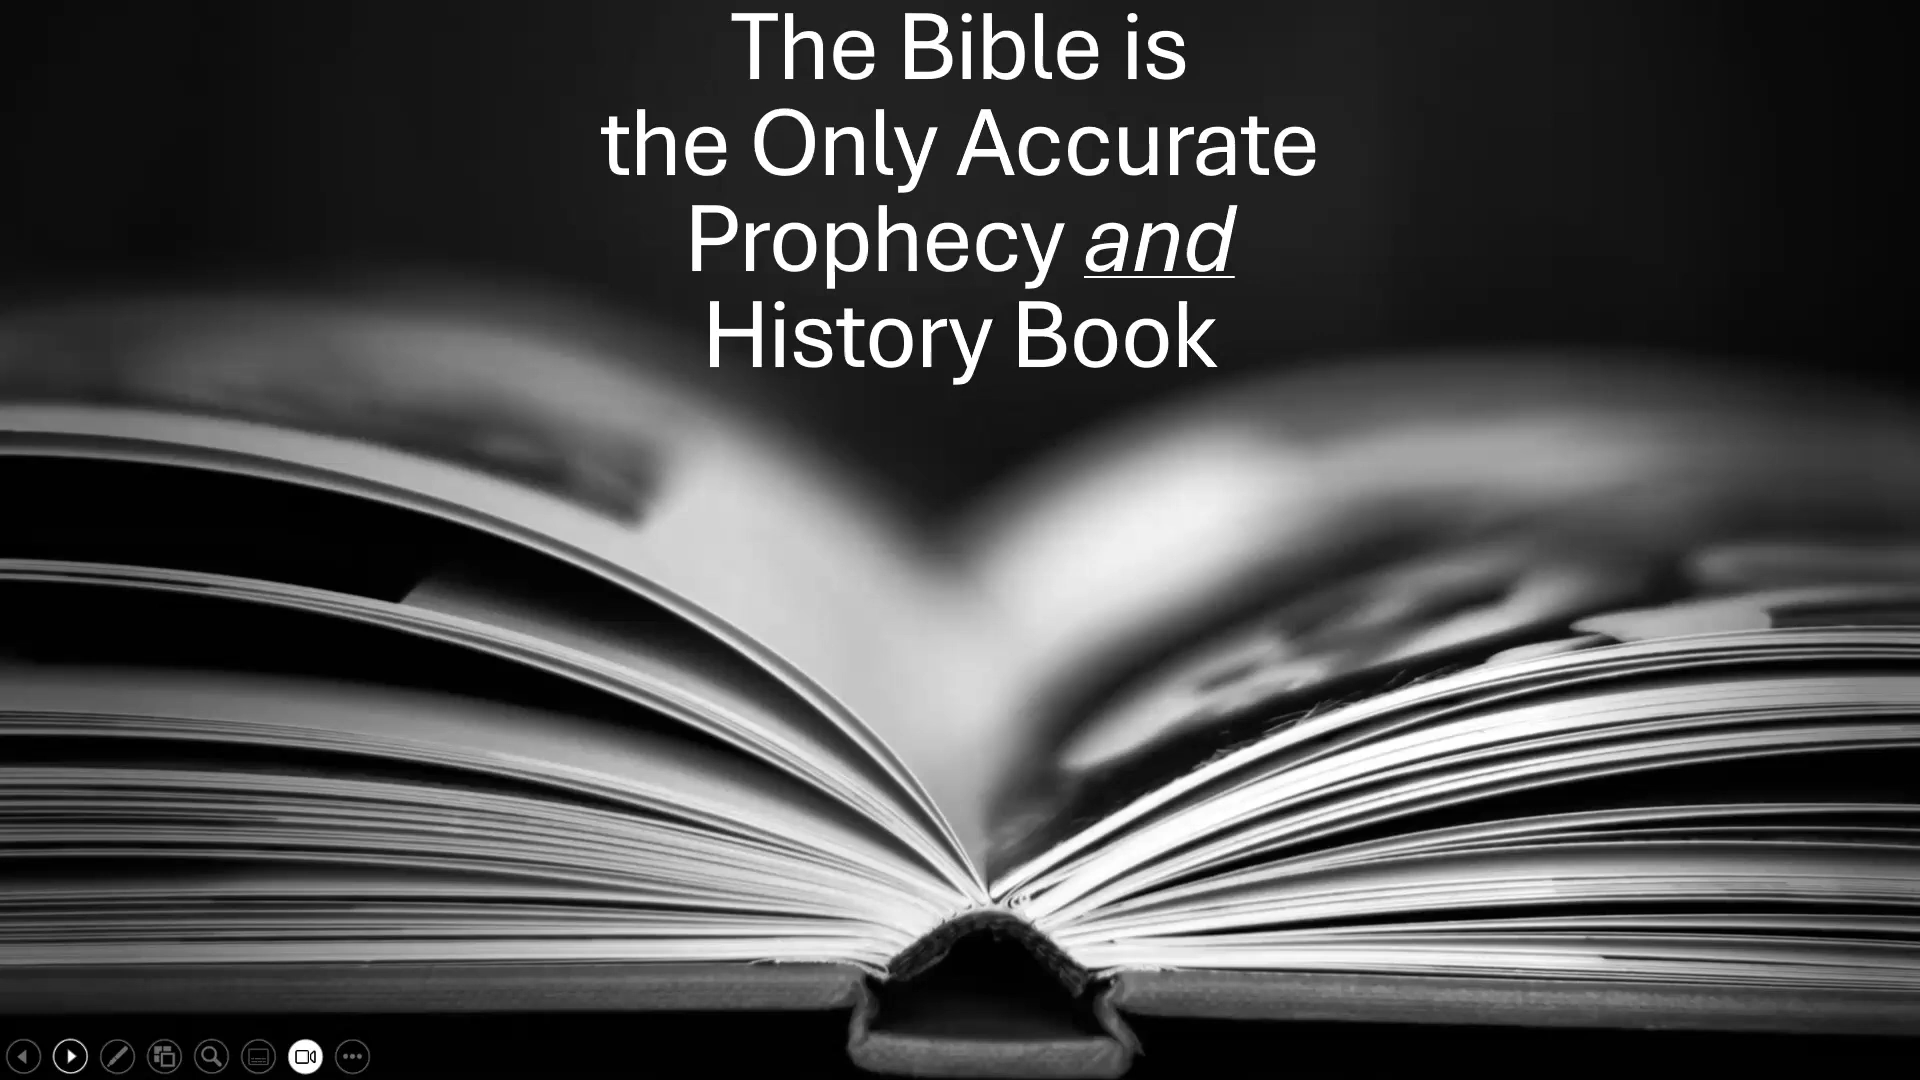 The Bible is
the Only Accurate
Prophecy and
History Book